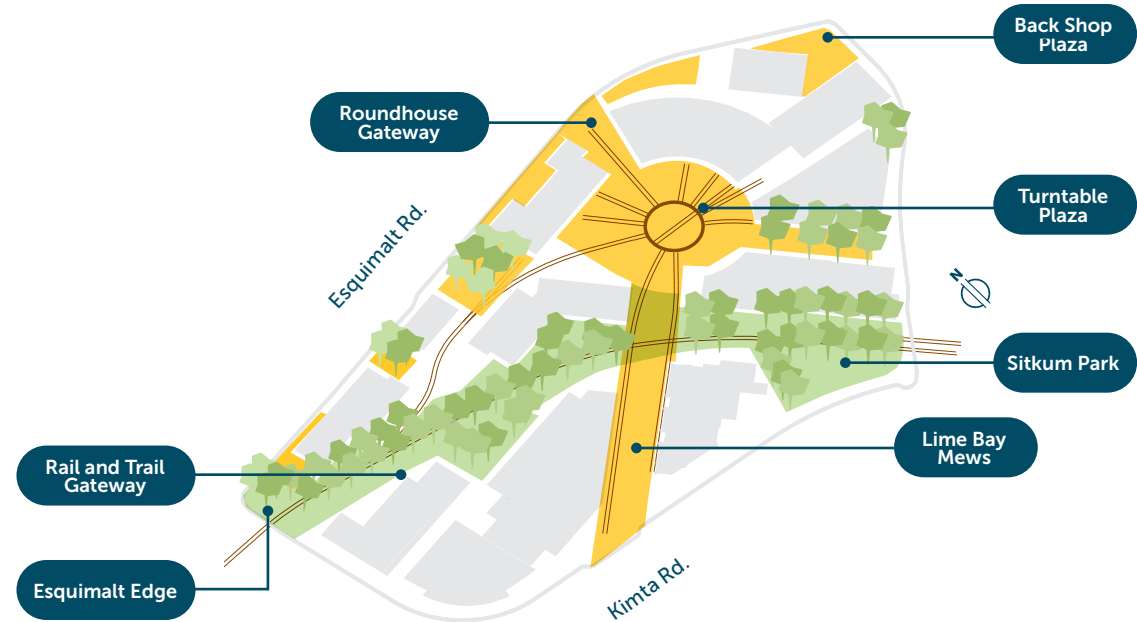 Back Shop
Plaza
Roundhouse
Gateway
Turntable
Plaza
Esquimalt Rd.
N
Sitkum Park
Lime Bay
Mews
Rail and Trail
Gateway
Esquimalt Edge
Kimta Rd.